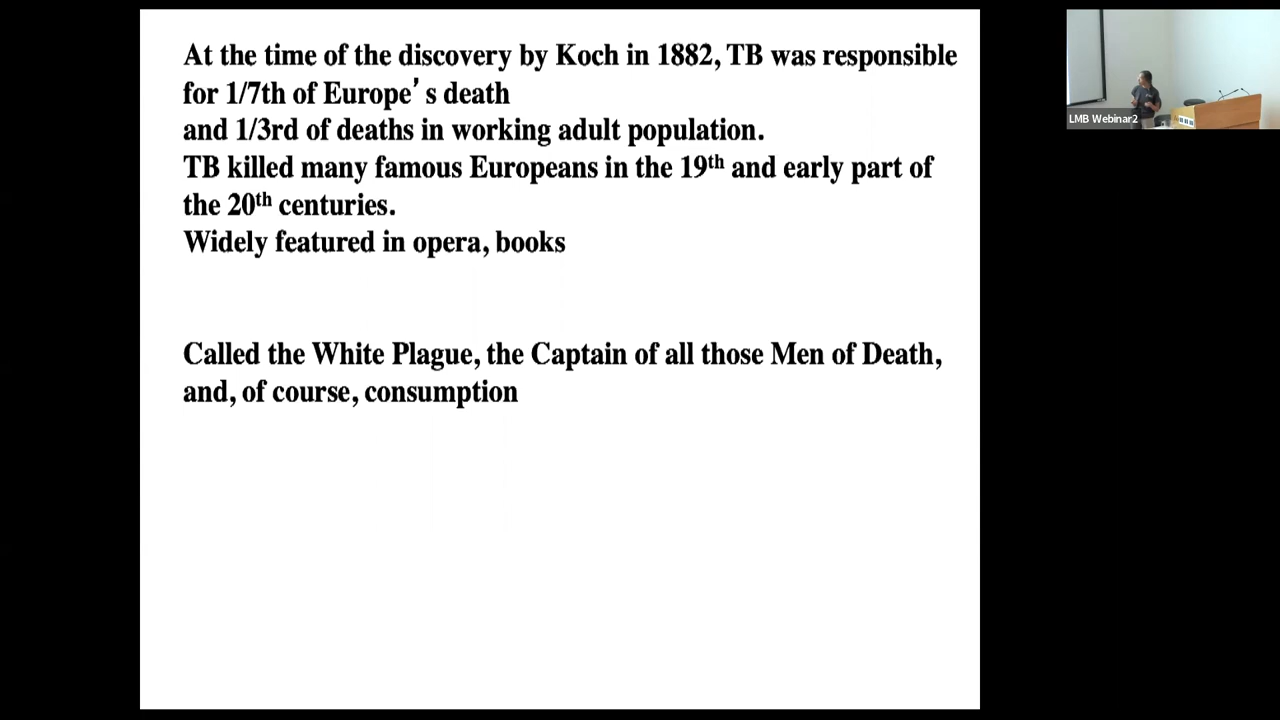 At the time of the discovery by Koch in 1882, TB was responsible
for 1/7th of Europe's death
and 1/3rd of deaths in working adult population.
TB killed many famous Europeans in the 19th and early part of
the 20th centuries.
Widely featured in opera, books
Called the White Plague, the Captain of all those Men of Death,
and, of course, consumption
LMB Webinar2